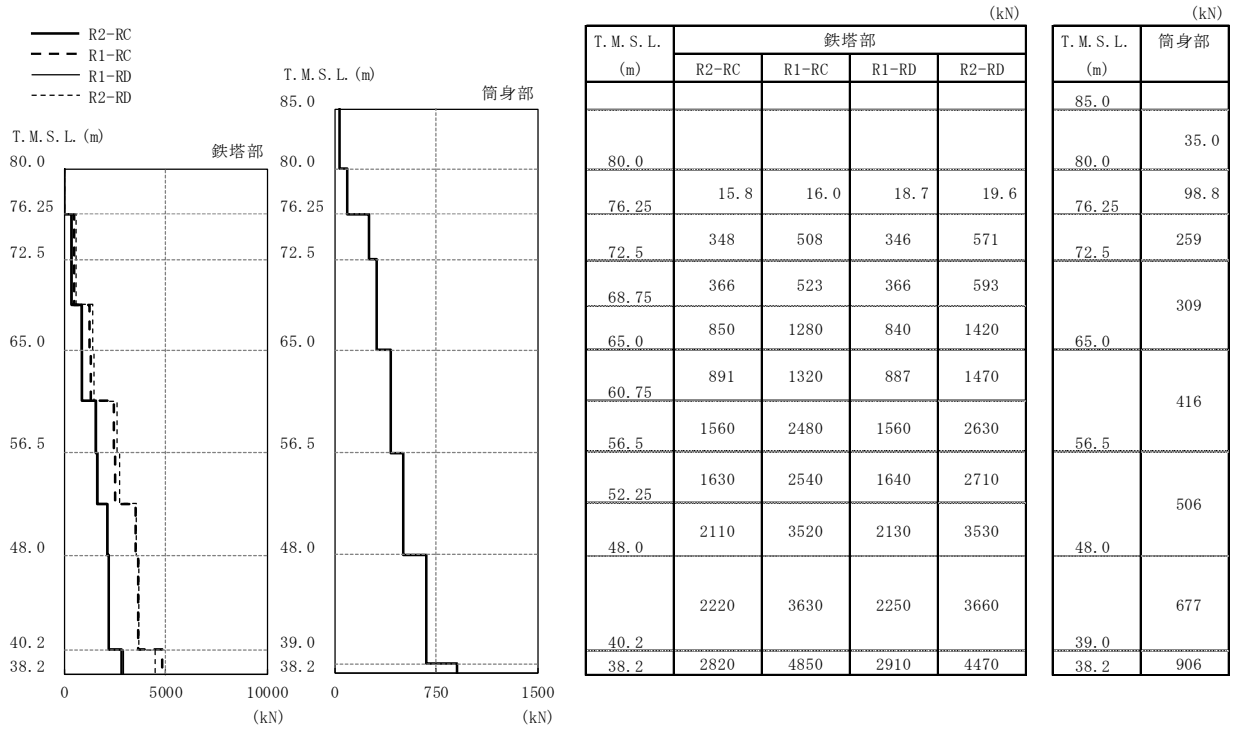 R2-RC
R1-RC
R1-RD
R2-RD
T.M.S.L.(m)
鉄塔部
80.0
76.25
72.5
65.0
56.5
48.0
40.2
38.2
0 5000 10000
(kN)
T.M.S.L.(m)
筒身部
85.0
80.0
76.25
72.5
65.0
56.5
48.0
39.0
38.2
0 750 1500
(kN)
(kN)
T.M.S.L. 鉄塔部
(m) R2-RC R1-RC R1-RD R2-RD
80.0
15.8 16.0 18.7 19.6
76.25
348 508 346 571
72.5
366 523 366 593
68.75
850 1280 840 1420
65.0
891 1320 887 1470
60.75
1560 2480 1560 2630
56.5
1630 2540 1640 2710
52.25
2110 3520 2130 3530
48.0
2220 3630 2250 3660
40.2
38.2 2820 4850 2910 4470
(kN)
T.M.S.L. 筒身部
(m)
85.0
35.0
80.0
98.8
76.25
259
72.5
309
65.0
416
56.5
506
48.0
677
39.0
38.2 906